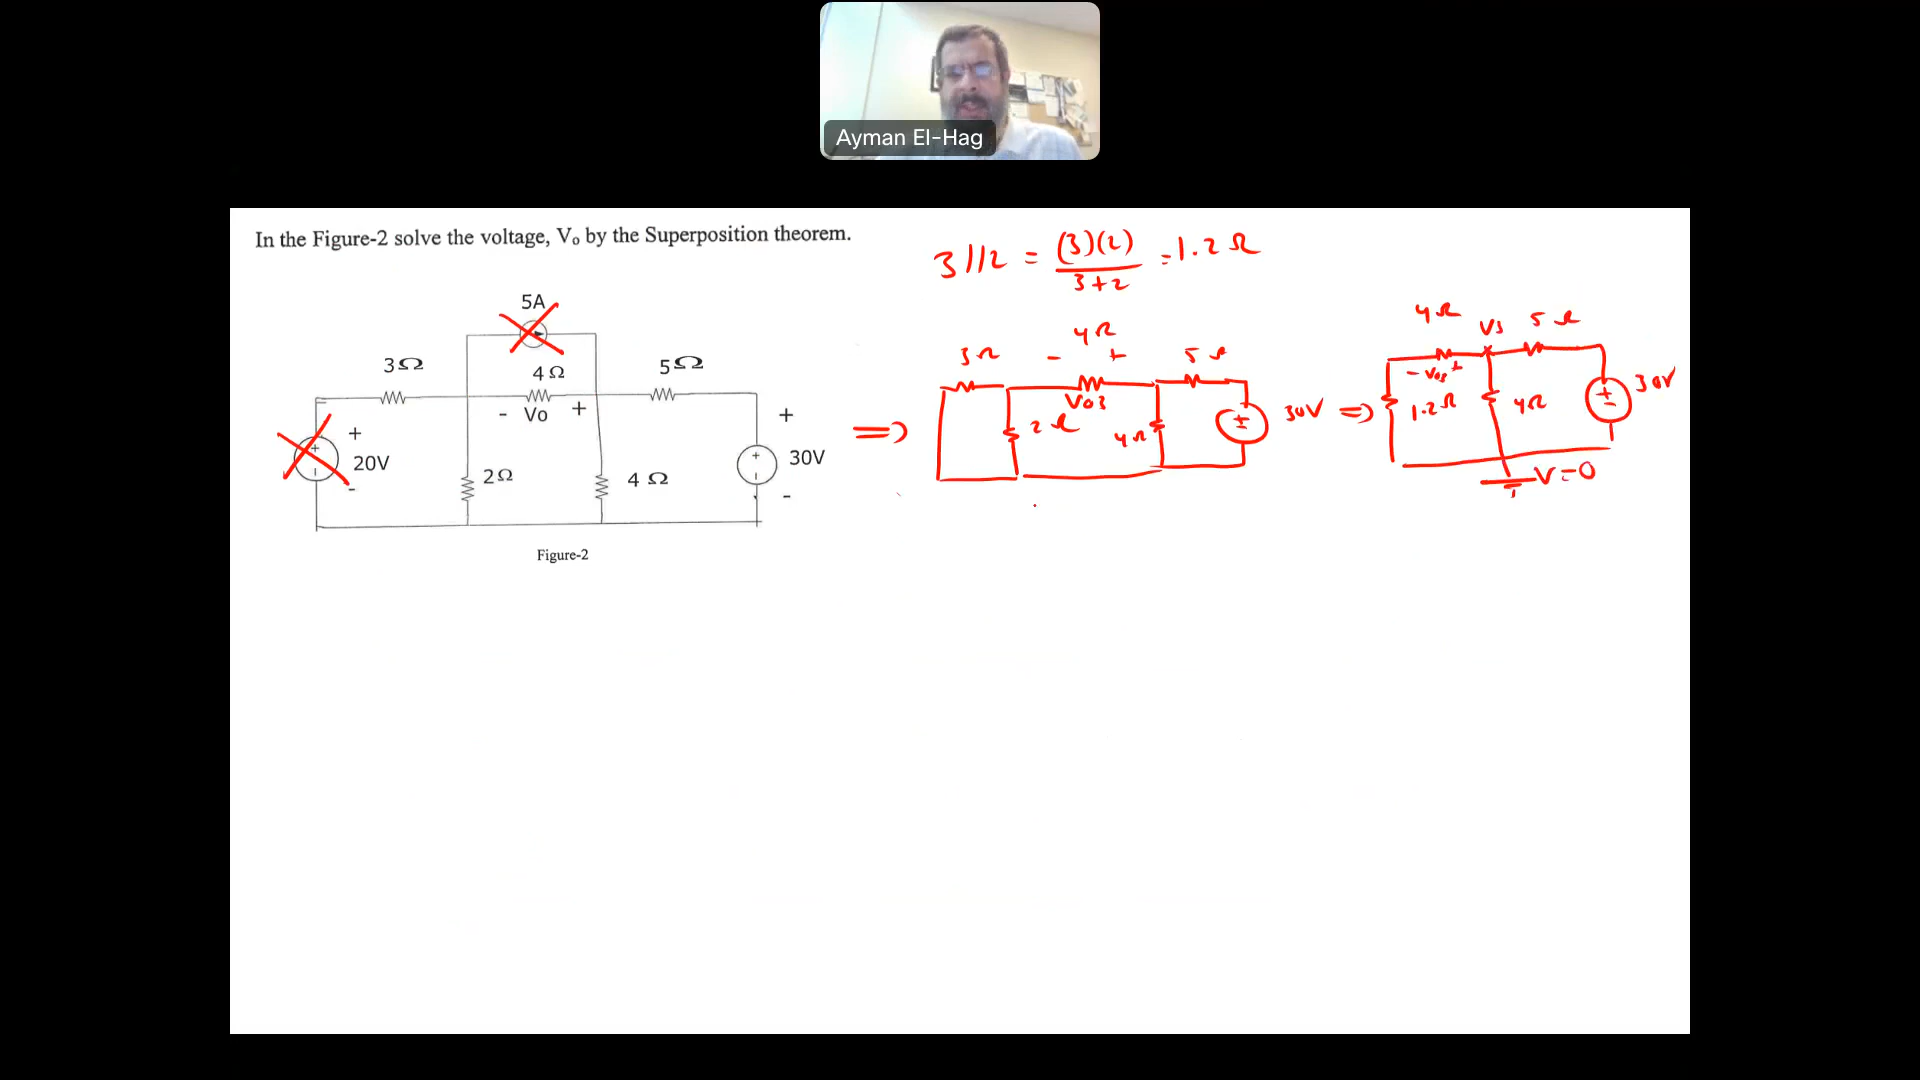 Ayman El-Hag
In the Figure-2 solve the voltage, Vo by the Superposition theorem.
3 // 2 = (3)(2) / 3+2 = 1.2 Ω
5A
3Ω
4 Ω
5Ω
- Vo +
+
20V
-
2Ω
4 Ω
+
30V
-
Figure-2
⇒
3Ω
4Ω
- +
5Ω
Vo3
2Ω
4Ω
30V
⇒
4Ω
V3
5Ω
- Vo3 +
1.2Ω
4Ω
30V
V=0